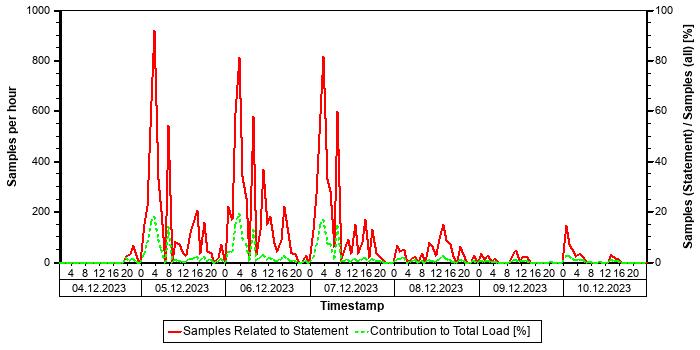 1000
800
600
400
200
0
100
80
60
40
20
0
Samples per hour
Samples (Statement) / Samples (all) [%]
4 8 12 16 20 0 4 8 12 16 20 0 4 8 12 16 20 0 4 8 12 16 20 0 4 8 12 16 20 0 4 8 12 16 20 0 4 8 12 16 20
04.12.2023 05.12.2023 06.12.2023 07.12.2023 08.12.2023 09.12.2023 10.12.2023
Timestamp
Samples Related to Statement Contribution to Total Load [%]